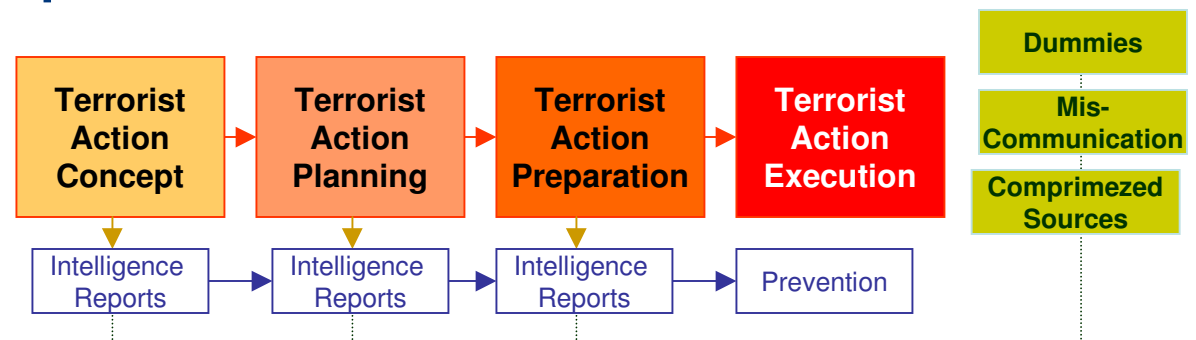 Terrorist
Action
Concept
Terrorist
Action
Planning
Terrorist
Action
Preparation
Terrorist
Action
Execution
Dummies
Mis-
Communication
Comprimezed
Sources
Intelligence
Reports
Intelligence
Reports
Intelligence
Reports
Prevention